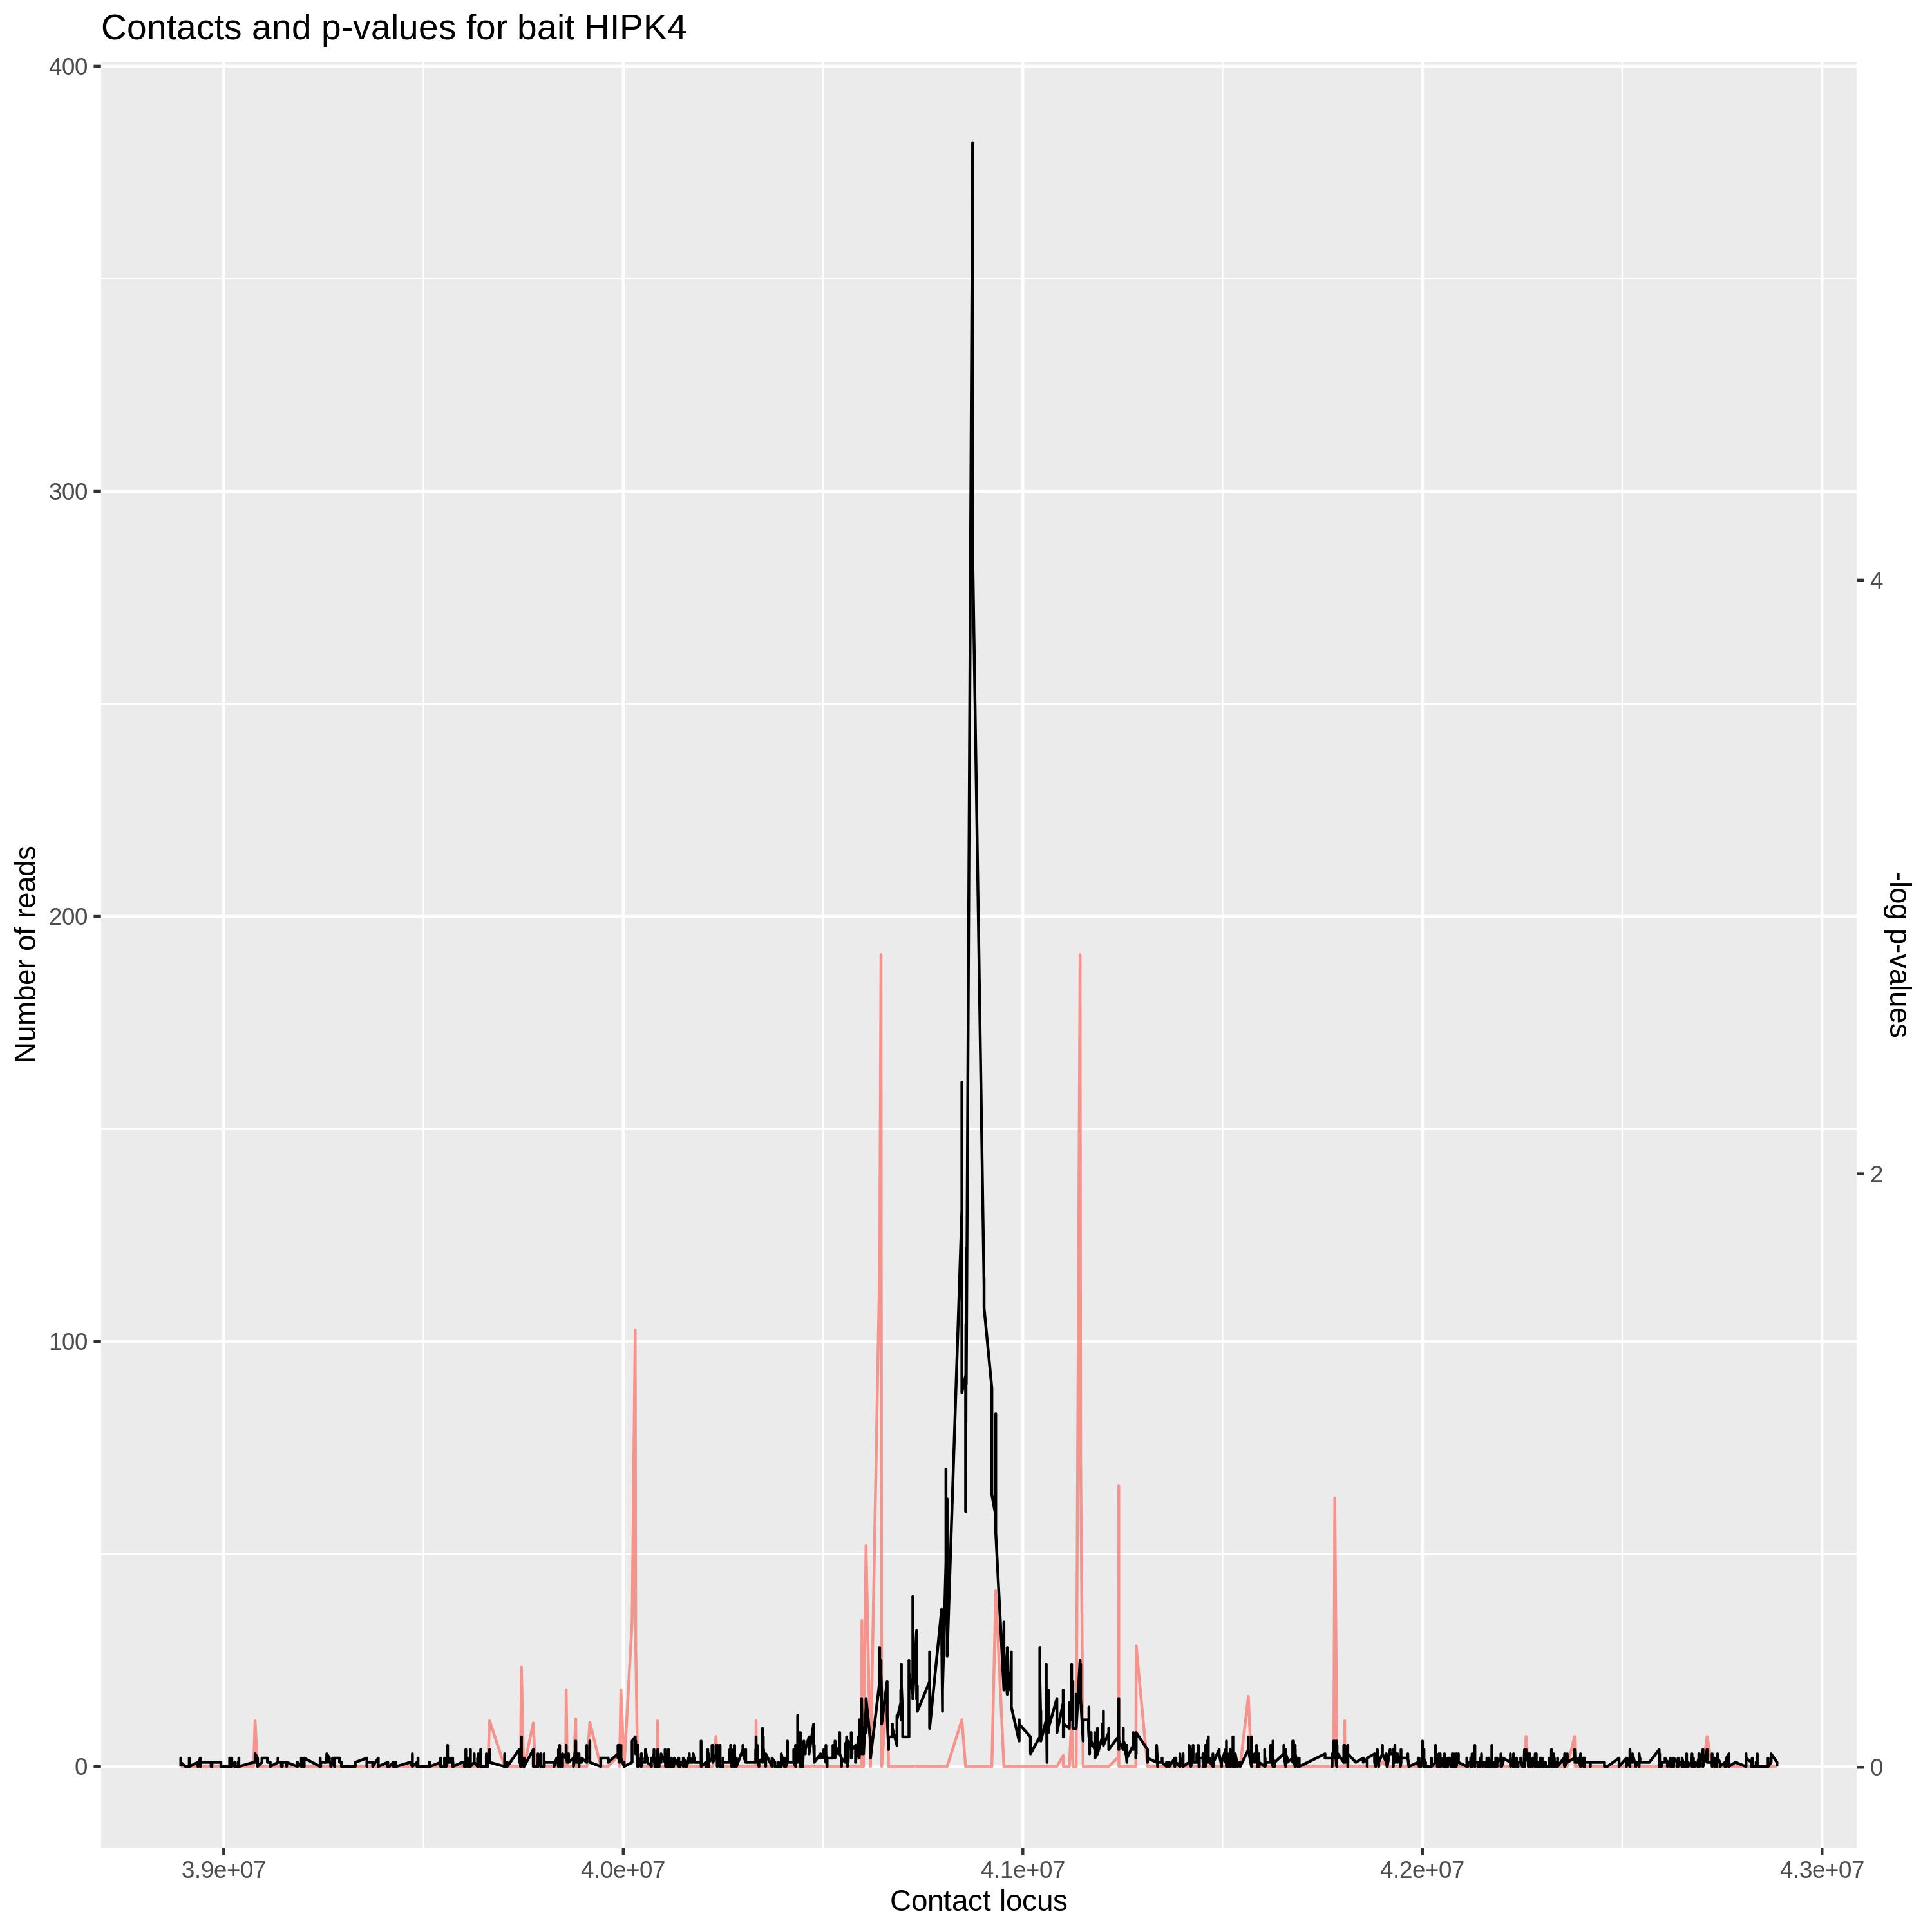 Contacts and p-values for bait HIPK4
400
300
200
100
0
Number of reads
4
2
0
-log p-values
3.9e+07
4.0e+07
4.1e+07
4.2e+07
4.3e+07
Contact locus